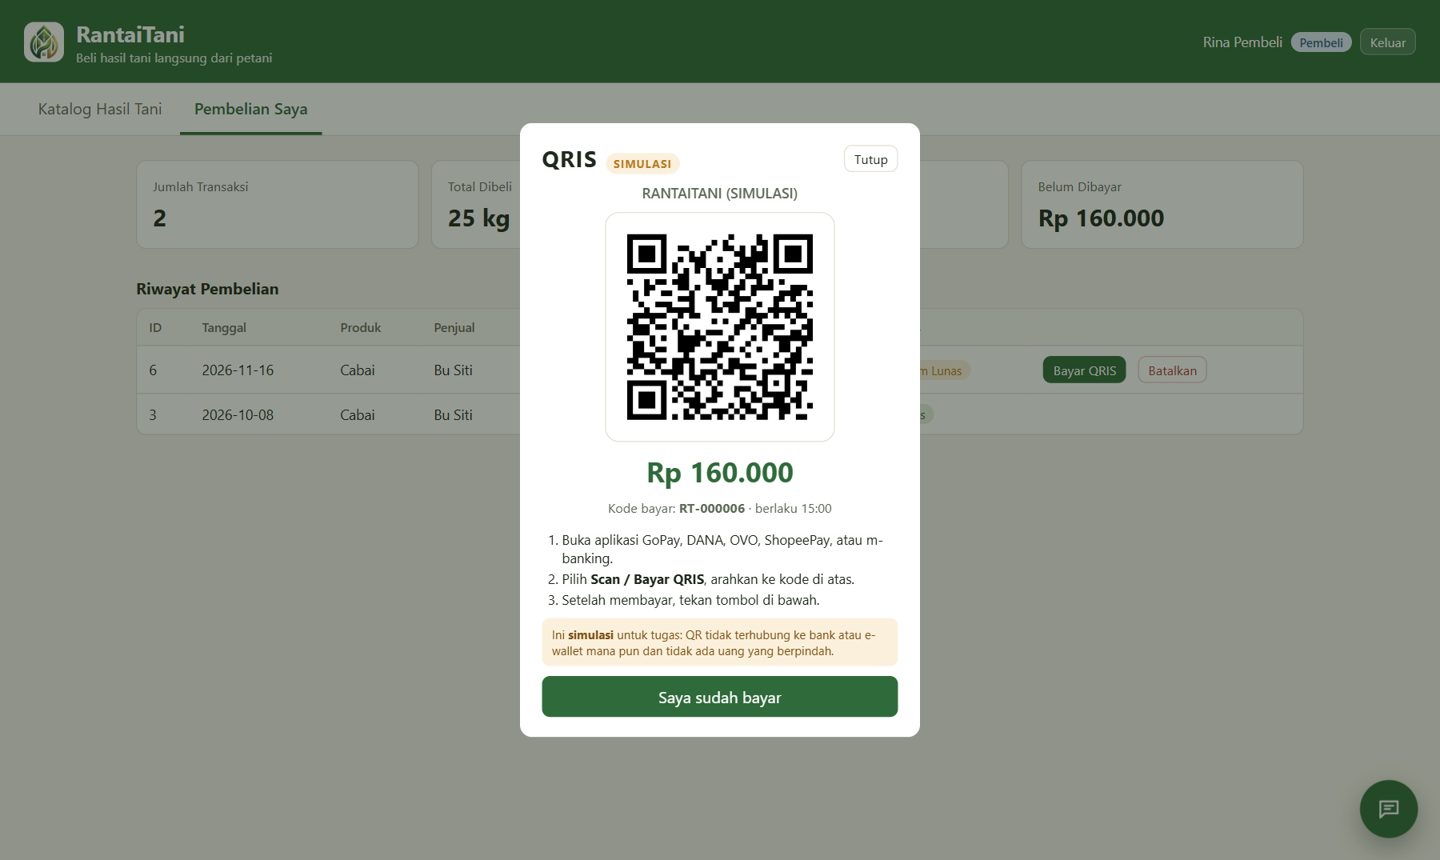 RantaiTani
Beli hasil tani langsung dari petani
Rina Pembeli
Pembeli
Keluar
Katalog Hasil Tani
Pembelian Saya
Jumlah Transaksi
2
Total Dibeli
25 kg
Belum Dibayar
Rp 160.000
Riwayat Pembelian
ID Tanggal Produk Penjual
6 2026-11-16 Cabai Bu Siti Lunas Bayar QRIS Batalkan
3 2026-10-08 Cabai Bu Siti
QRIS SIMULASI
Tutup
RANTAITANI (SIMULASI)
Rp 160.000
Kode bayar: RT-000006 · berlaku 15:00
1. Buka aplikasi GoPay, DANA, OVO, ShopeePay, atau m-
banking.
2. Pilih Scan / Bayar QRIS, arahkan ke kode di atas.
3. Setelah membayar, tekan tombol di bawah.
Ini simulasi untuk tugas: QR tidak terhubung ke bank atau e-
wallet mana pun dan tidak ada uang yang berpindah.
Saya sudah bayar